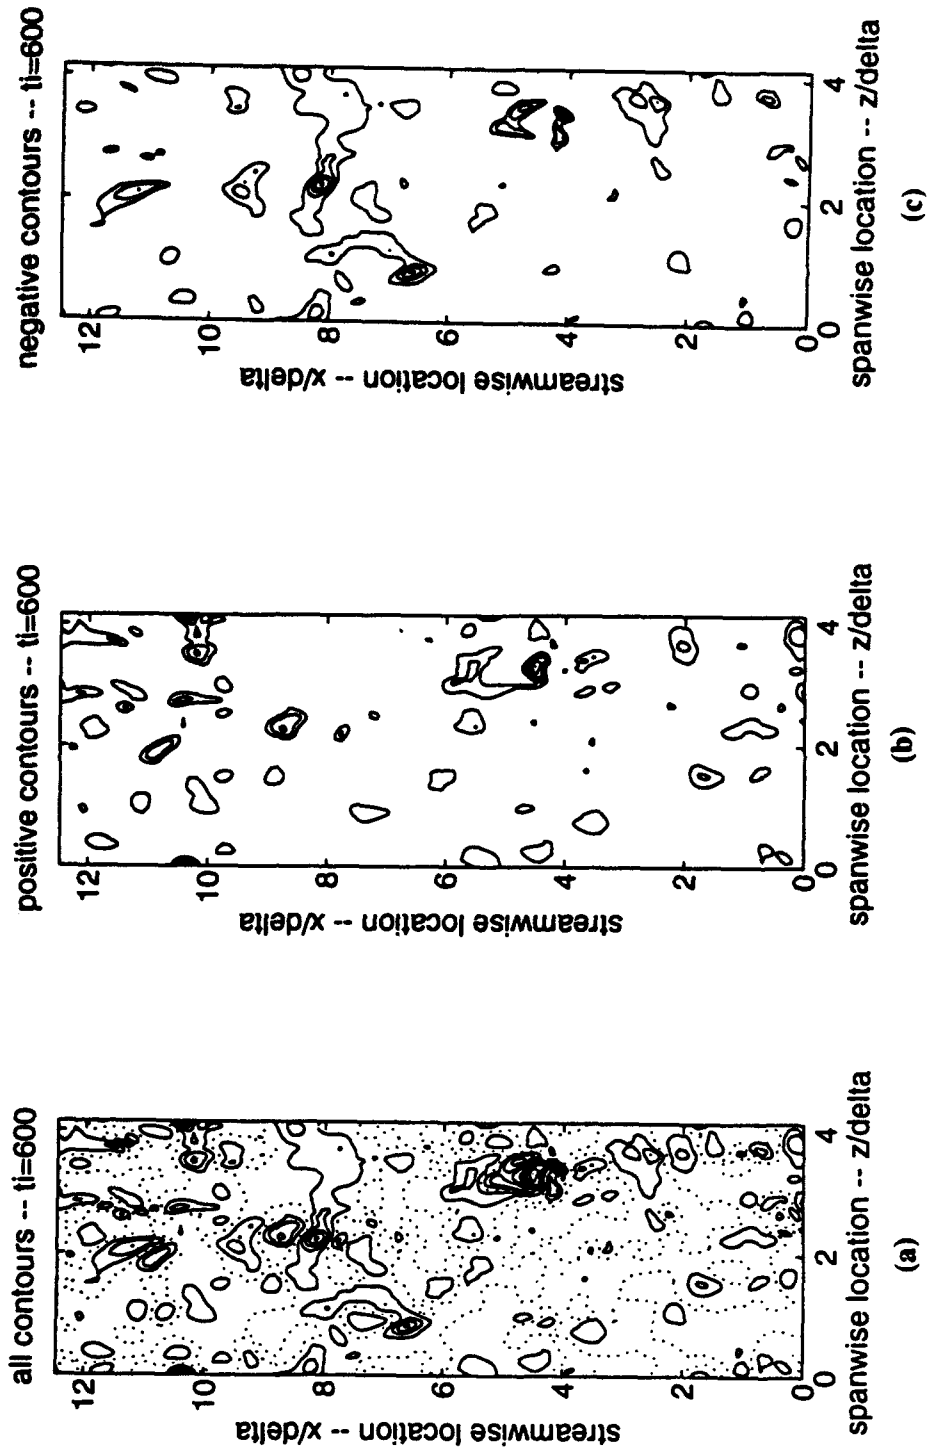 all contours -- ti=600
streamwise location -- x/delta
12
10
8
6
4
2
0
0
2
4
spanwise location -- z/delta
(a)
positive contours -- ti=600
streamwise location -- x/delta
12
10
8
6
4
2
0
0
2
4
spanwise location -- z/delta
(b)
negative contours -- ti=600
streamwise location -- x/delta
12
10
8
6
4
2
0
0
2
4
spanwise location -- z/delta
(c)